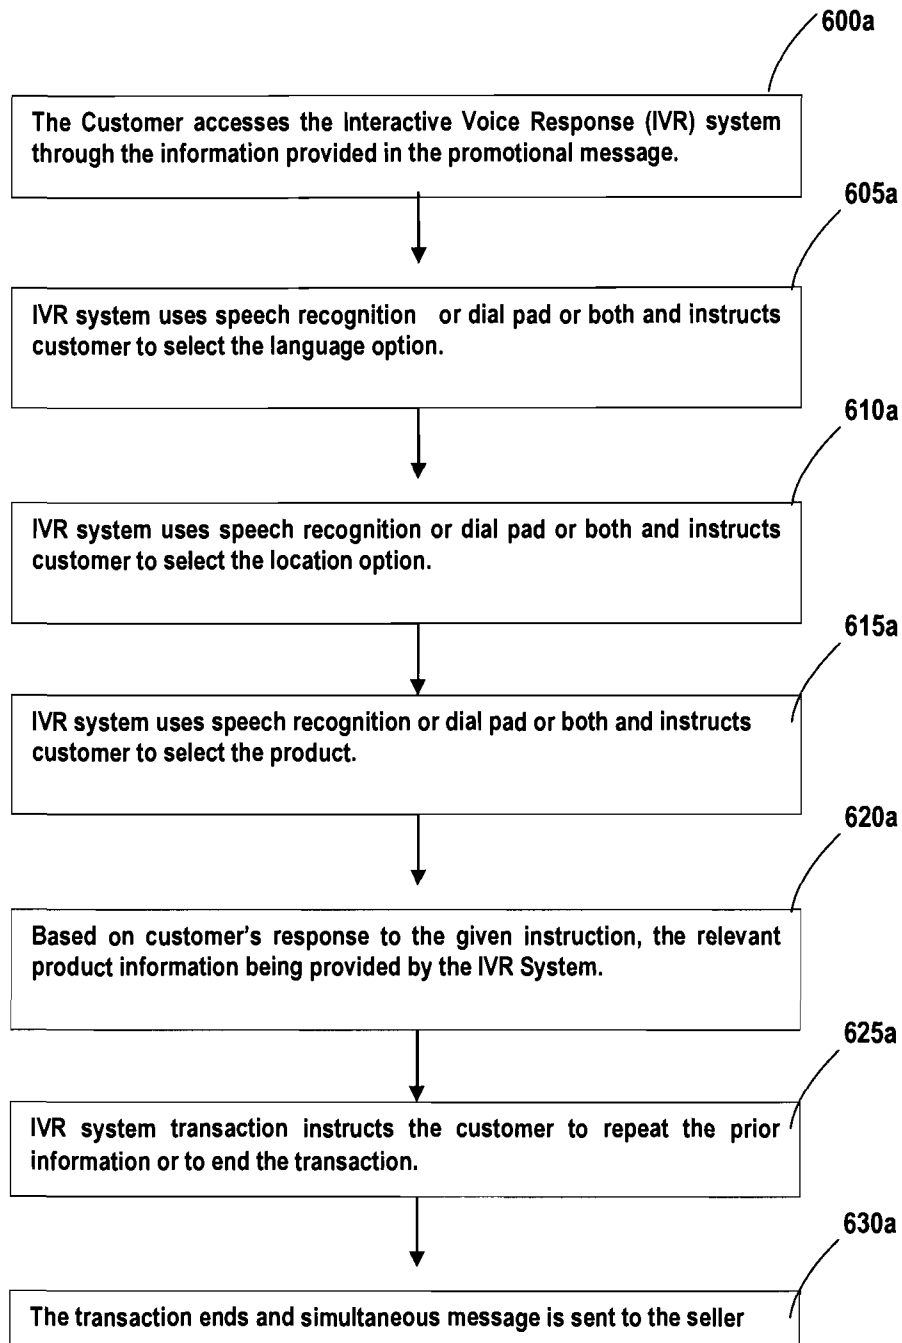 600a
The Customer accesses the Interactive Voice Response (IVR) system
through the information provided in the promotional message.
605a
IVR system uses speech recognition or dial pad or both and instructs
customer to select the language option.
610a
IVR system uses speech recognition or dial pad or both and instructs
customer to select the location option.
615a
IVR system uses speech recognition or dial pad or both and instructs
customer to select the product.
620a
Based on customer's response to the given instruction, the relevant
product information being provided by the IVR System.
625a
IVR system transaction instructs the customer to repeat the prior
information or to end the transaction.
630a
The transaction ends and simultaneous message is sent to the seller